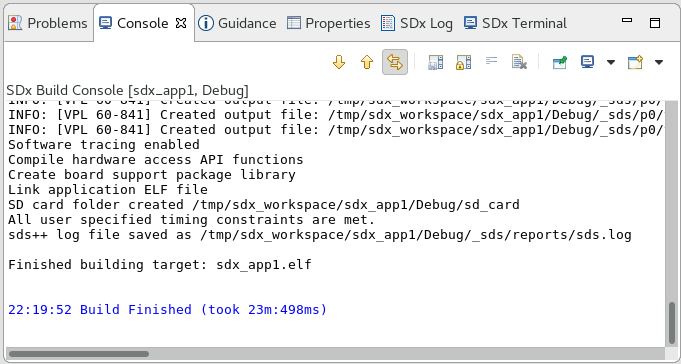 Problems Console Guidance Properties SDx Log SDx Terminal
SDx Build Console [sdx_app1, Debug]
INFO: [VPL 60-841] Created output file: /tmp/sdx_workspace/sdx_app1/Debug/_sds/p0/
INFO: [VPL 60-841] Created output file: /tmp/sdx_workspace/sdx_app1/Debug/_sds/p0/
INFO: [VPL 60-841] Created output file: /tmp/sdx_workspace/sdx_app1/Debug/_sds/p0/
Software tracing enabled
Compile hardware access API functions
Create board support package library
Link application ELF file
SD card folder created /tmp/sdx_workspace/sdx_app1/Debug/sd_card
All user specified timing constraints are met.
sds++ log file saved as /tmp/sdx_workspace/sdx_app1/Debug/_sds/reports/sds.log
Finished building target: sdx_app1.elf
22:19:52 Build Finished (took 23m:498ms)